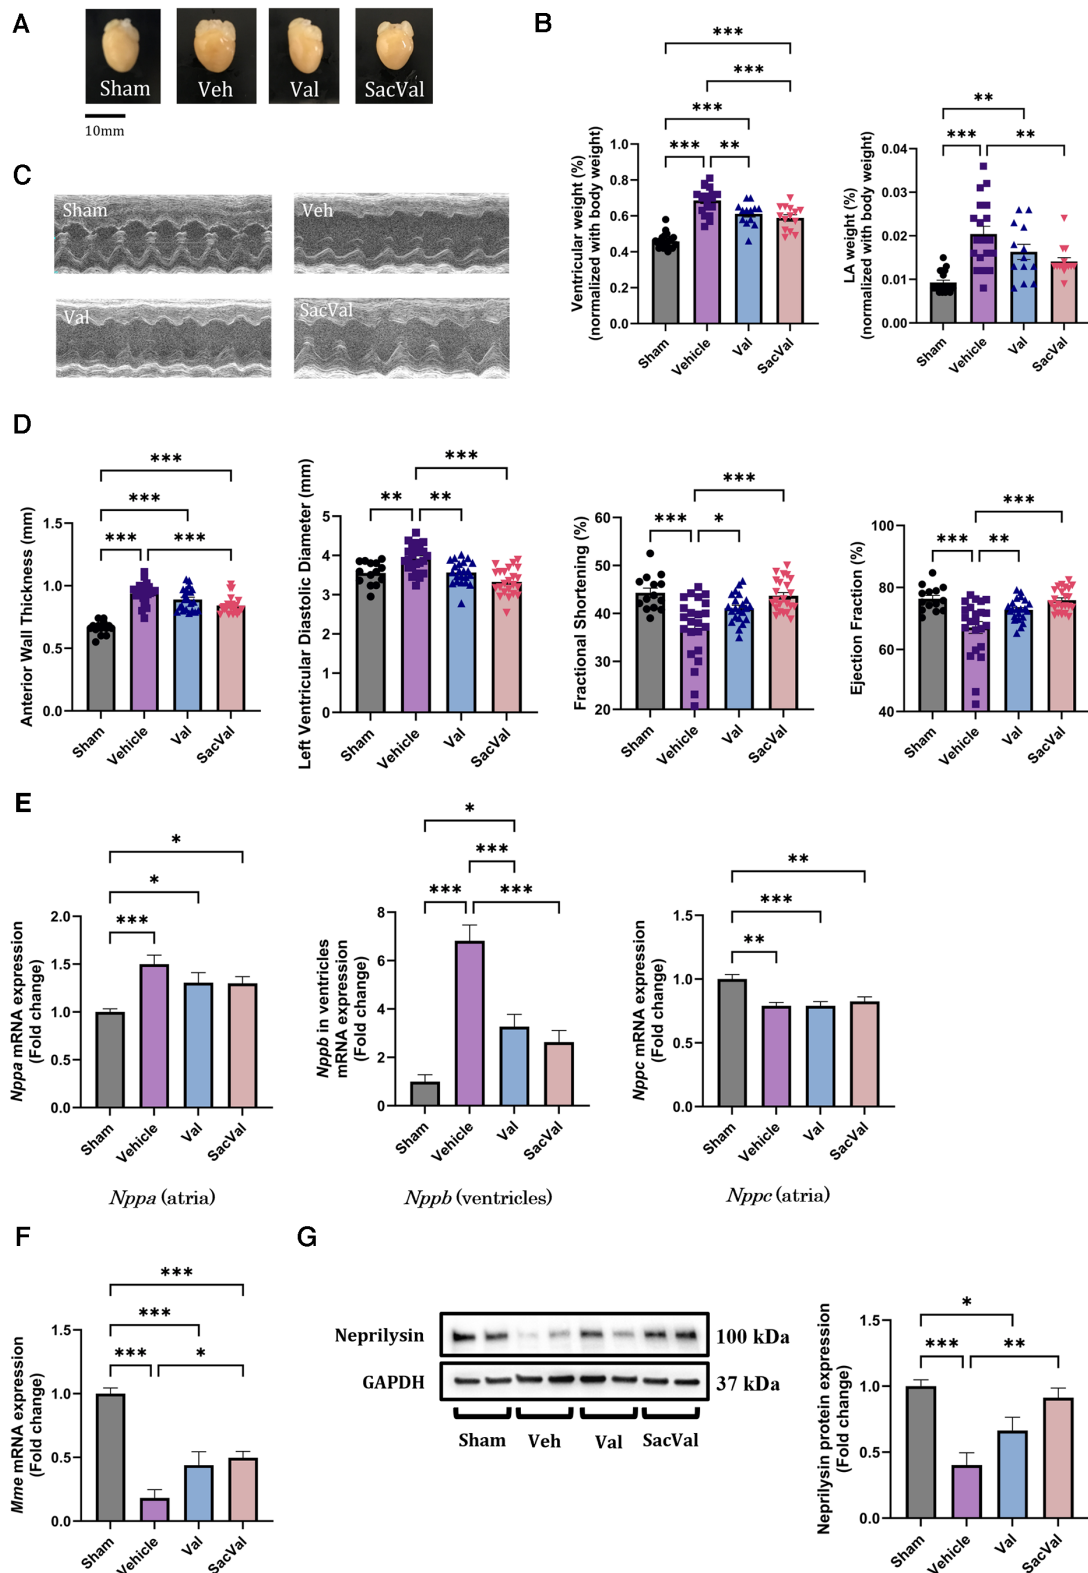 A
Sham
Veh
Val
SacVal
10mm
B
***
***
***
***
**
Ventricular weight (%)
(normalized with body weight)
1.0
0.8
0.6
0.4
0.2
0.0
Sham
Vehicle
Val
SacVal
**
***
**
LA weight (%)
(normalized with body weight)
0.04
0.03
0.02
0.01
0.00
Sham
Vehicle
Val
SacVal
C
Sham
Veh
Val
SacVal
D
***
***
***
***
Anterior Wall Thickness (mm)
1.5
1.0
0.5
0.0
Sham
Vehicle
Val
SacVal
***
**
**
Left Ventricular Diastolic Diameter (mm)
5
4
3
2
1
0
Sham
Vehicle
Val
SacVal
***
***
*
Fractional Shortening (%)
60
50
40
30
20
Sham
Vehicle
Val
SacVal
***
***
**
Ejection Fraction (%)
100
80
60
40
Sham
Vehicle
Val
SacVal
E
*
*
***
Nppa mRNA expression
(Fold change)
2.0
1.5
1.0
0.5
0.0
Sham
Vehicle
Val
SacVal
Nppa (atria)
*
***
***
***
Nppb in ventricles
mRNA expression
(Fold change)
8
6
4
2
0
Sham
Vehicle
Val
SacVal
Nppb (ventricles)
**
***
**
Nppc mRNA expression
(Fold change)
1.5
1.0
0.5
0.0
Sham
Vehicle
Val
SacVal
Nppc (atria)
F
***
***
***
*
Mme mRNA expression
(Fold change)
1.5
1.0
0.5
0.0
Sham
Vehicle
Val
SacVal
G
Neprilysin
100 kDa
GAPDH
37 kDa
Sham
Veh
Val
SacVal
*
***
**
Neprilysin protein expression
(Fold change)
1.5
1.0
0.5
0.0
Sham
Vehicle
Val
SacVal